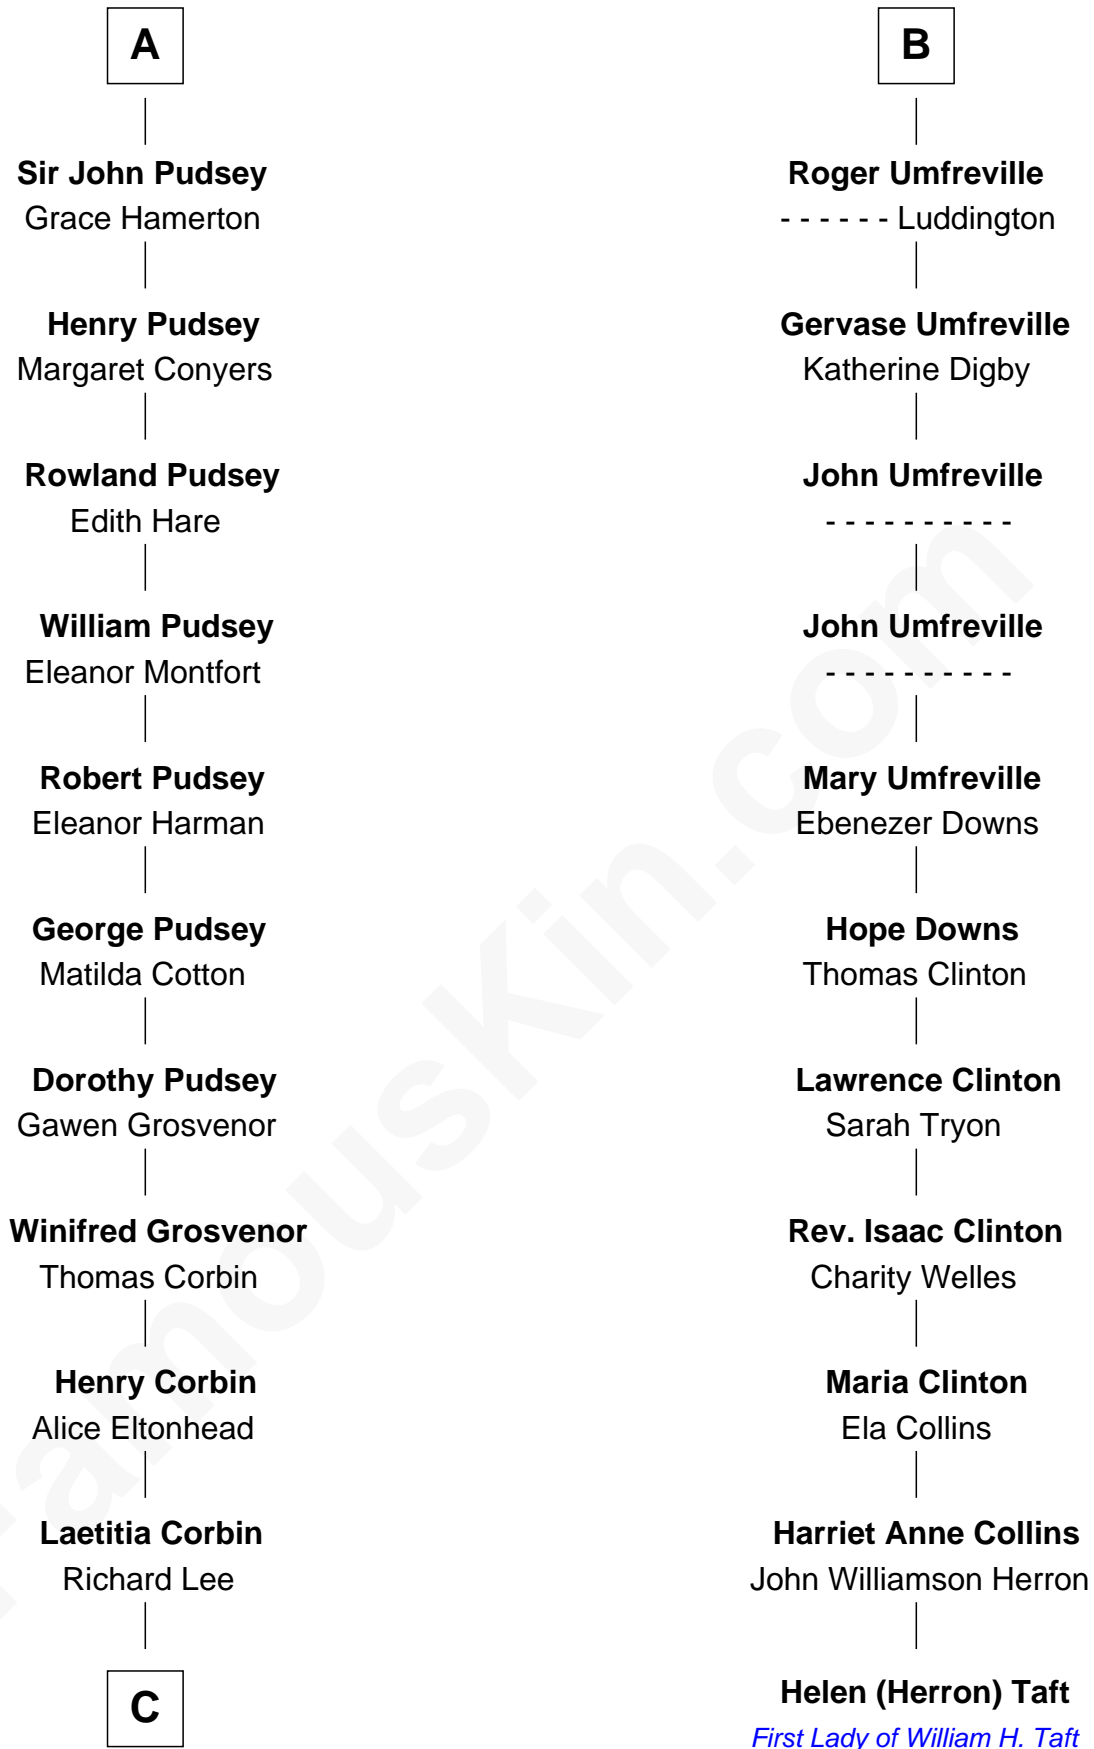 A
Sir John Pudsey
Grace Hamerton
Henry Pudsey
Margaret Conyers
Rowland Pudsey
Edith Hare
William Pudsey
Eleanor Montfort
Robert Pudsey
Eleanor Harman
George Pudsey
Matilda Cotton
Dorothy Pudsey
Gawen Grosvenor
Winifred Grosvenor
Thomas Corbin
Henry Corbin
Alice Eltonhead
Laetitia Corbin
Richard Lee
C
B
Roger Umfreville
- - - - - - Luddington
Gervase Umfreville
Katherine Digby
John Umfreville
- - - - - - - - - -
John Umfreville
- - - - - - - - - -
Mary Umfreville
Ebenezer Downs
Hope Downs
Thomas Clinton
Lawrence Clinton
Sarah Tryon
Rev. Isaac Clinton
Charity Welles
Maria Clinton
Ela Collins
Harriet Anne Collins
John Williamson Herron
Helen (Herron) Taft
First Lady of William H. Taft
FamousKin.com